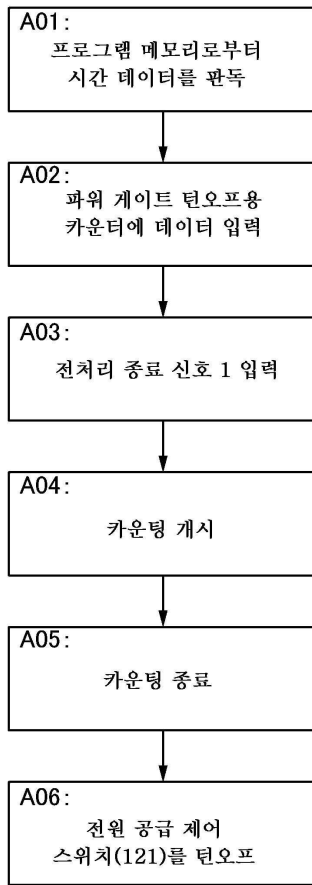 A01:
프로그램 메모리로부터
시간 데이터를 판독
A02:
파워 게이트 턴오프용
카운터에 데이터 입력
A03:
전처리 종료 신호 1 입력
A04:
카운팅 개시
A05:
카운팅 종료
A06:
전원 공급 제어
스위치(121)를 턴오프